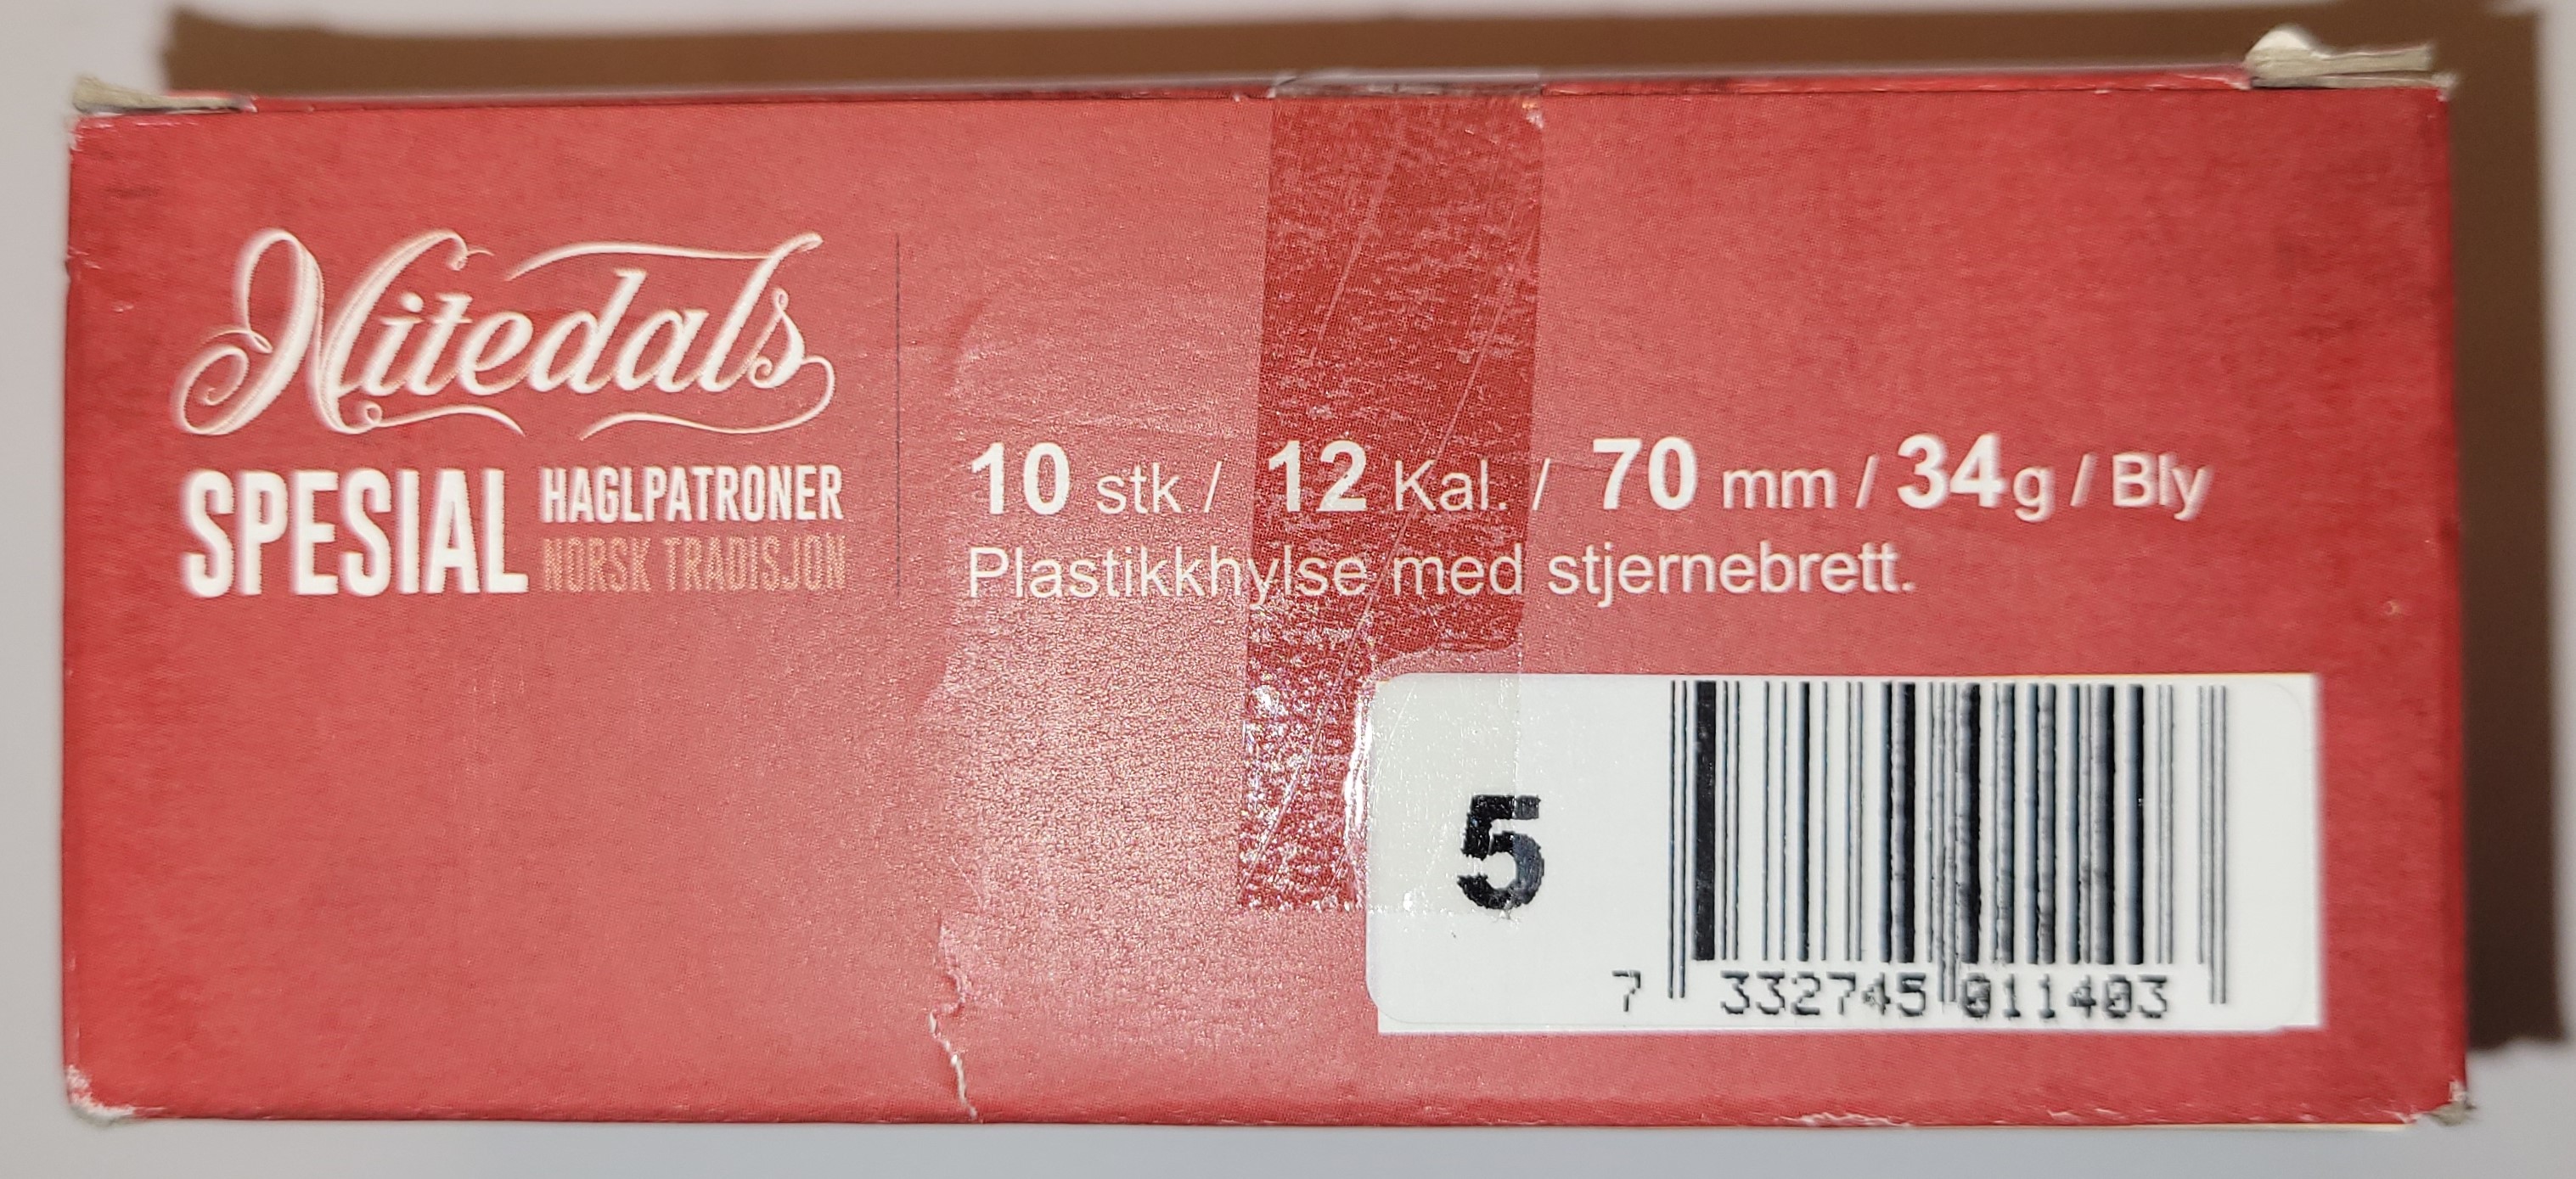 Nitedals
SPESIAL HAGLPATRONER
NORSK TRADISJON
10 stk / 12 Kal. / 70 mm / 34g / Bly
Plastikkhylse med stjernebrett.
5
7 332745 011403